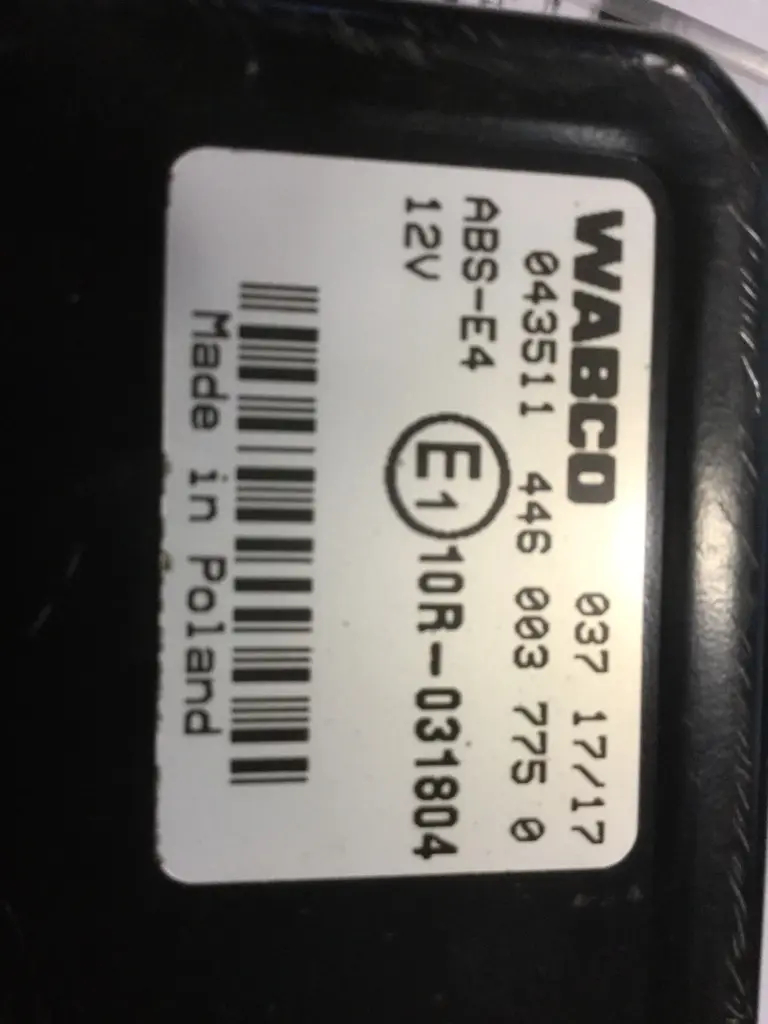 WABCO 037 17/17
043511 446 003 775 0
ABS-E4
12V E1 10R-031804
Made in Poland